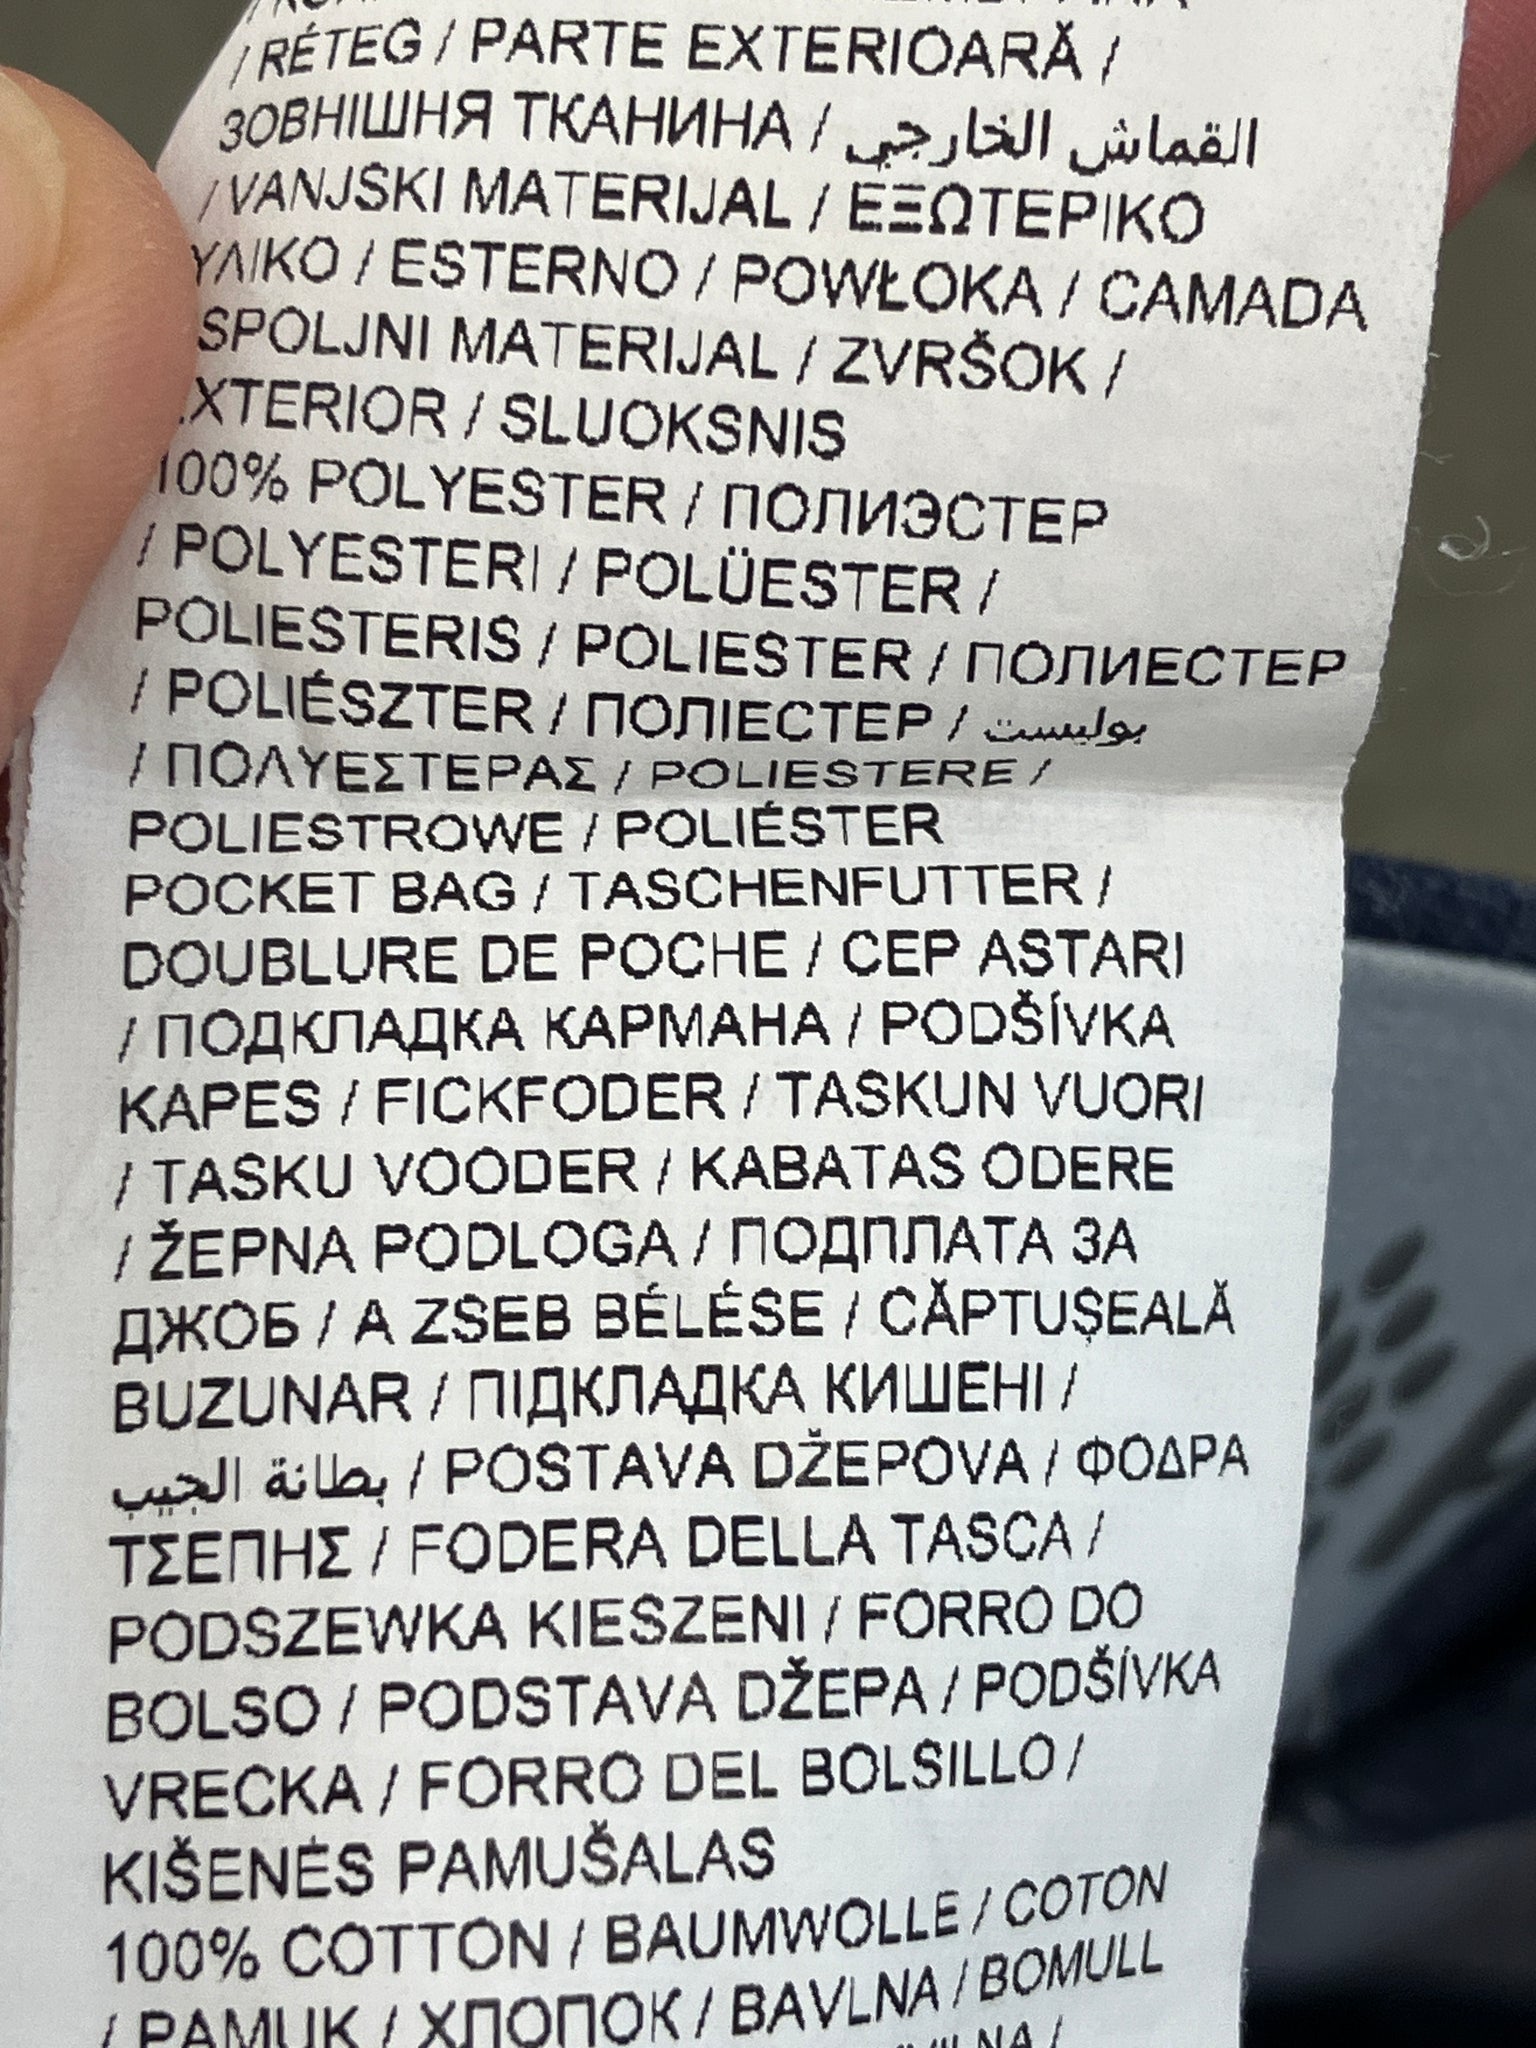 / RÉTEG / PARTE EXTERIOARĂ /
ЗОВНІШНЯ ТКАНИНА / القماش الخارجي
/ VANJSKI MATERIJAL / ΕΞΩΤΕΡΙΚΟ
ΥΛΙΚΟ / ESTERNO / POWŁOKA / CAMADA
SPOLJNI MATERIJAL / ZVRŠOK /
EXTERIOR / SLUOKSNIS
100% POLYESTER / ПОЛИЭСТЕР
/ POLYESTERI / POLÜESTER /
POLIESTERIS / POLIESTER / ПОЛИЕСТЕР
/ POLIÉSZTER / ПОЛІЕСТЕР / بوليست
/ ΠΟΛΥΕΣΤΕΡΑΣ / POLIESTERE /
POLIESTROWE / POLIÉSTER
POCKET BAG / TASCHENFUTTER /
DOUBLURE DE POCHE / CEP ASTARI
/ ПОДКЛАДКА КАРМАНА / PODŠÍVKA
KAPES / FICKFODER / TASKUN VUORI
/ TASKU VOODER / KABATAS ODERE
/ ŽEPNA PODLOGA / ПОДПЛАТА ЗА
ДЖОБ / A ZSEB BÉLÉSE / CĂPTUȘEALĂ
BUZUNAR / ПІДКЛАДКА КИШЕНІ /
بطانة الجيب / POSTAVA DŽEPOVA / ΦΟΔΡΑ
ΤΣΕΠΗΣ / FODERA DELLA TASCA /
PODSZEWKA KIESZENI / FORRO DO
BOLSO / PODSTAVA DŽEPA / PODŠÍVKA
VRECKA / FORRO DEL BOLSILLO /
KIŠENĖS PAMUŠALAS
100% COTTON / BAUMWOLLE / COTON
/ PAMUK / ХЛОПОК / BAVLNA / BOMULL